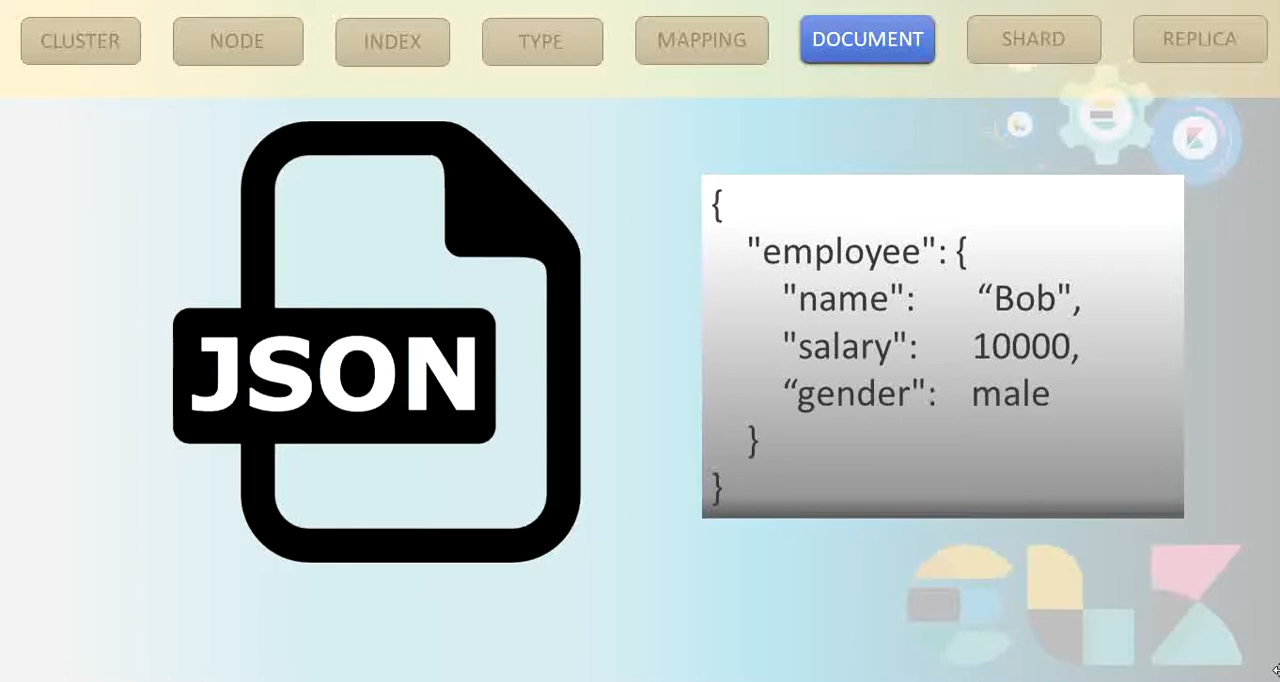 CLUSTER NODE INDEX TYPE MAPPING DOCUMENT SHARD REPLICA
JSON
{
"employee": {
"name": “Bob",
"salary": 10000,
“gender": male
}
}